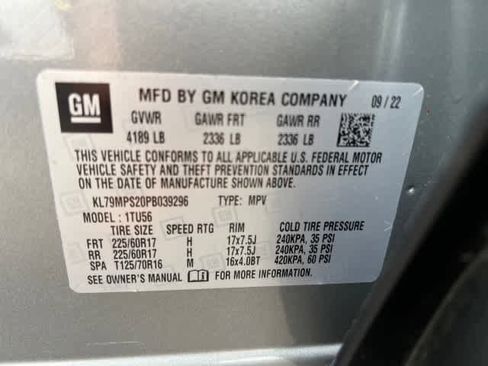 GM
MFD BY GM KOREA COMPANY 09/22
GVWR GAWR FRT GAWR RR
4189 LB 2336 LB 2336 LB
THIS VEHICLE CONFORMS TO ALL APPLICABLE U.S. FEDERAL MOTOR
VEHICLE SAFETY AND THEFT PREVENTION STANDARDS IN EFFECT
ON THE DATE OF MANUFACTURE SHOWN ABOVE.
KL79MPS20PB039296 TYPE: MPV
MODEL: 1TU56
TIRE SIZE SPEED RTG RIM COLD TIRE PRESSURE
FRT 225/60R17 H 17x7.5J 240KPA, 35 PSI
RR 225/60R17 H 17x7.5J 240KPA, 35 PSI
SPA T125/70R16 M 16x4.0BT 420KPA, 60 PSI
SEE OWNER'S MANUAL FOR MORE INFORMATION.